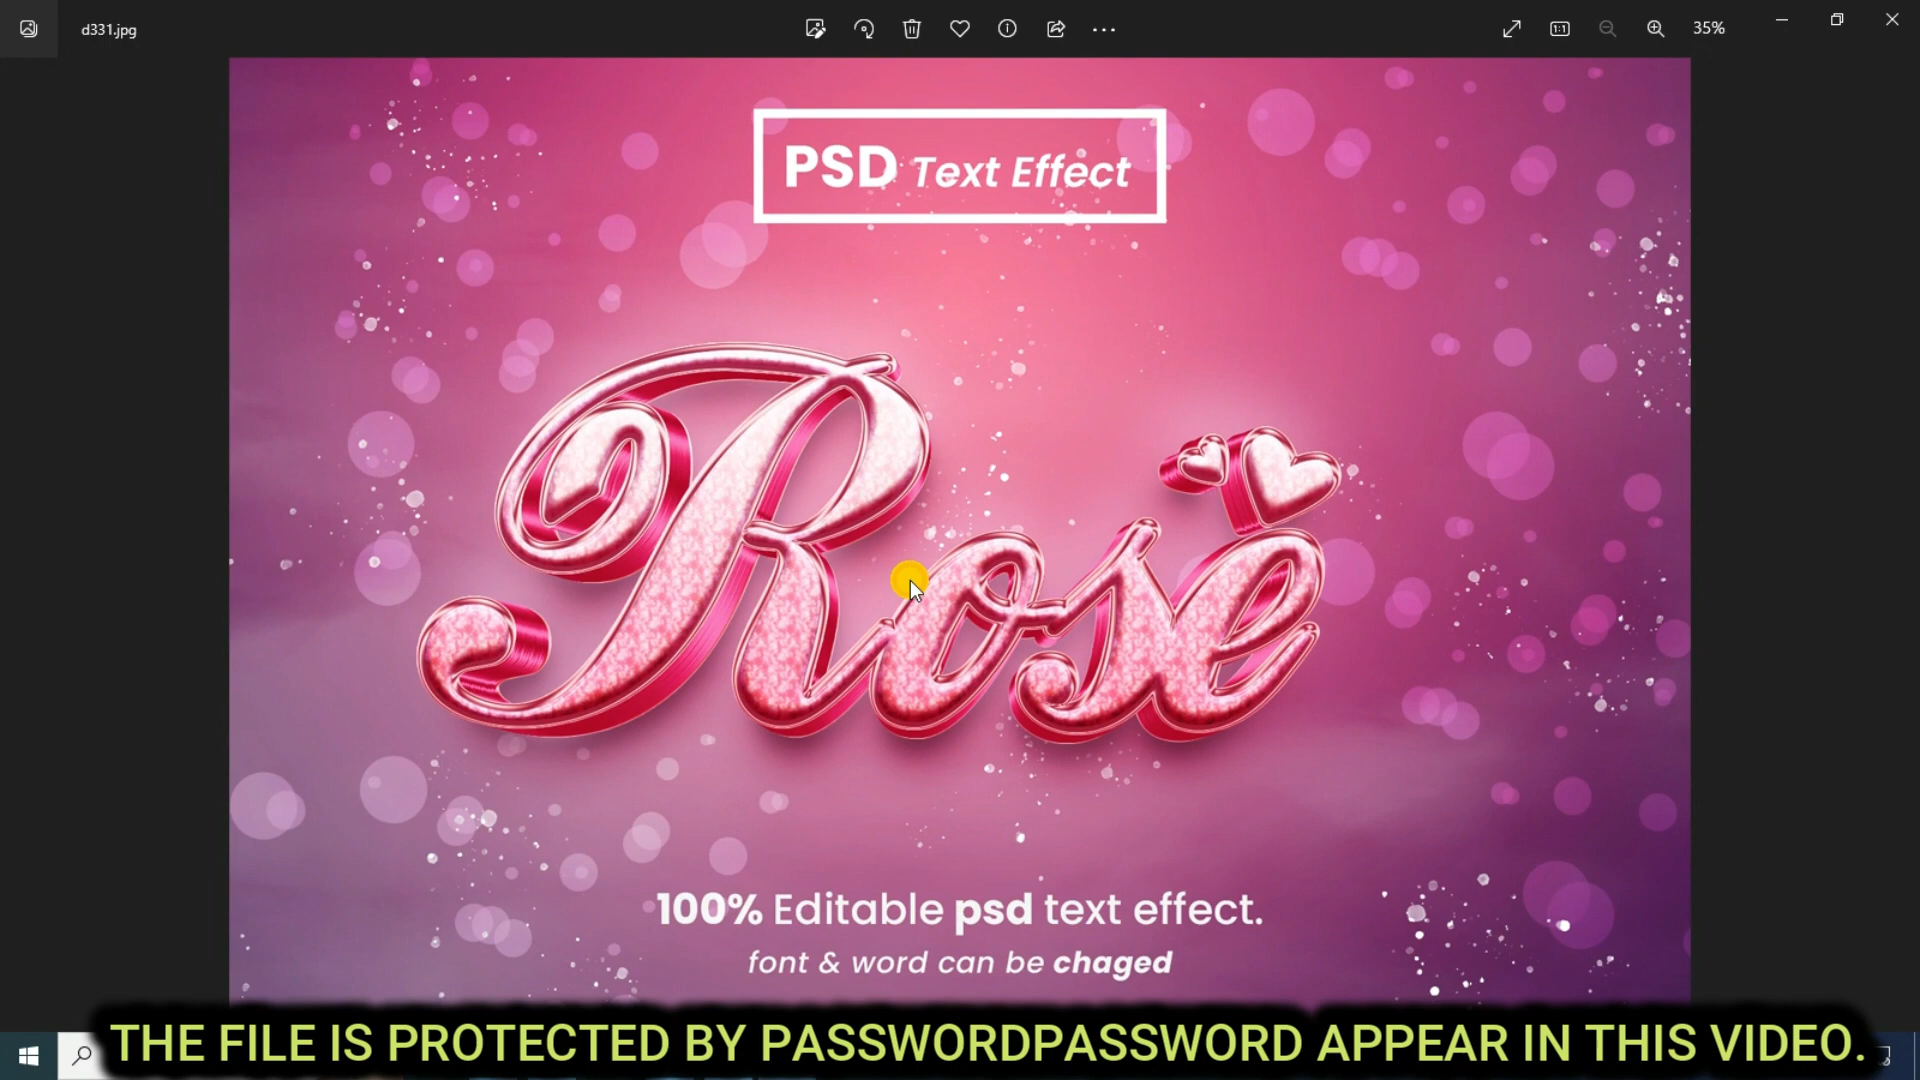 d331.jpg
35%
PSD Text Effect
Rose
100% Editable psd text effect.
font & word can be chaged
THE FILE IS PROTECTED BY PASSWORDPASSWORD APPEAR IN THIS VIDEO.